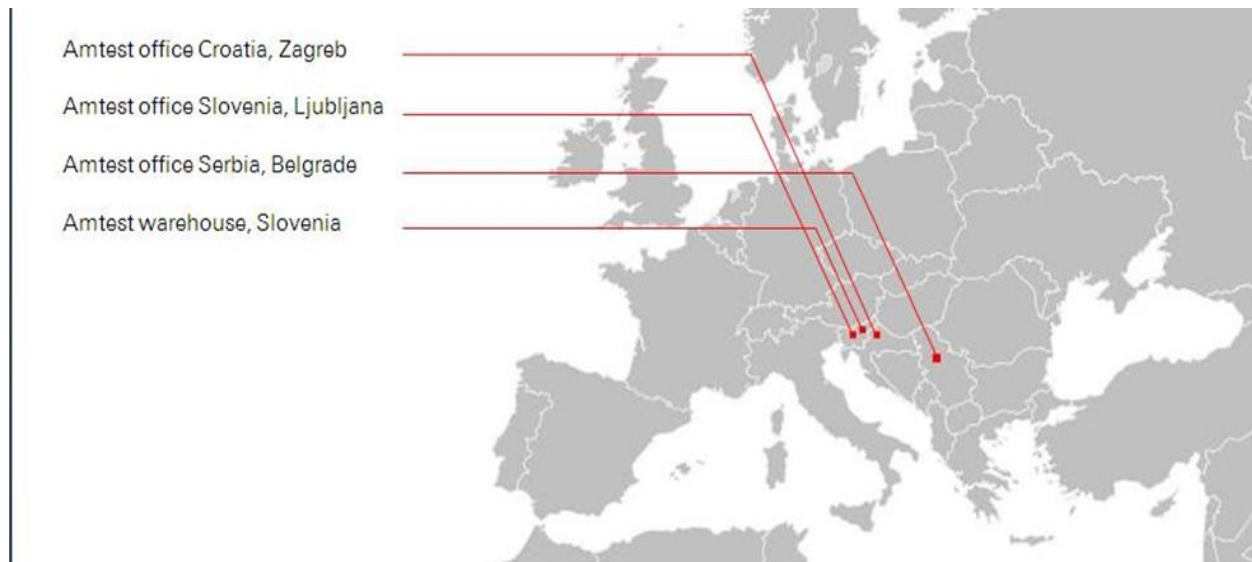 Amtest office Croatia, Zagreb
Amtest office Slovenia, Ljubljana
Amtest office Serbia, Belgrade
Amtest warehouse, Slovenia